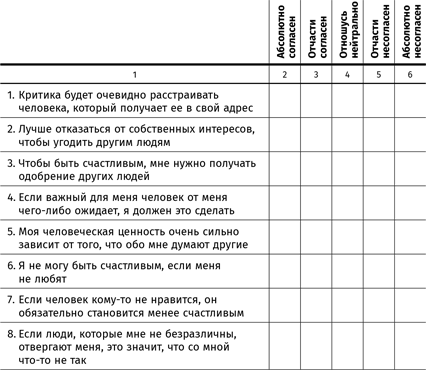 Абсолютно
согласен
Отчасти
согласен
Отношусь
нейтрально
Отчасти
несогласен
Абсолютно
несогласен
1 2 3 4 5 6
1. Критика будет очевидно расстраивать
человека, который получает ее в свой адрес
2. Лучше отказаться от собственных интересов,
чтобы угодить другим людям
3. Чтобы быть счастливым, мне нужно получать
одобрение других людей
4. Если важный для меня человек от меня
чего-либо ожидает, я должен это сделать
5. Моя человеческая ценность очень сильно
зависит от того, что обо мне думают другие
6. Я не могу быть счастливым, если меня
не любят
7. Если человек кому-то не нравится, он
обязательно становится менее счастливым
8. Если люди, которые мне не безразличны,
отвергают меня, это значит, что со мной
что-то не так